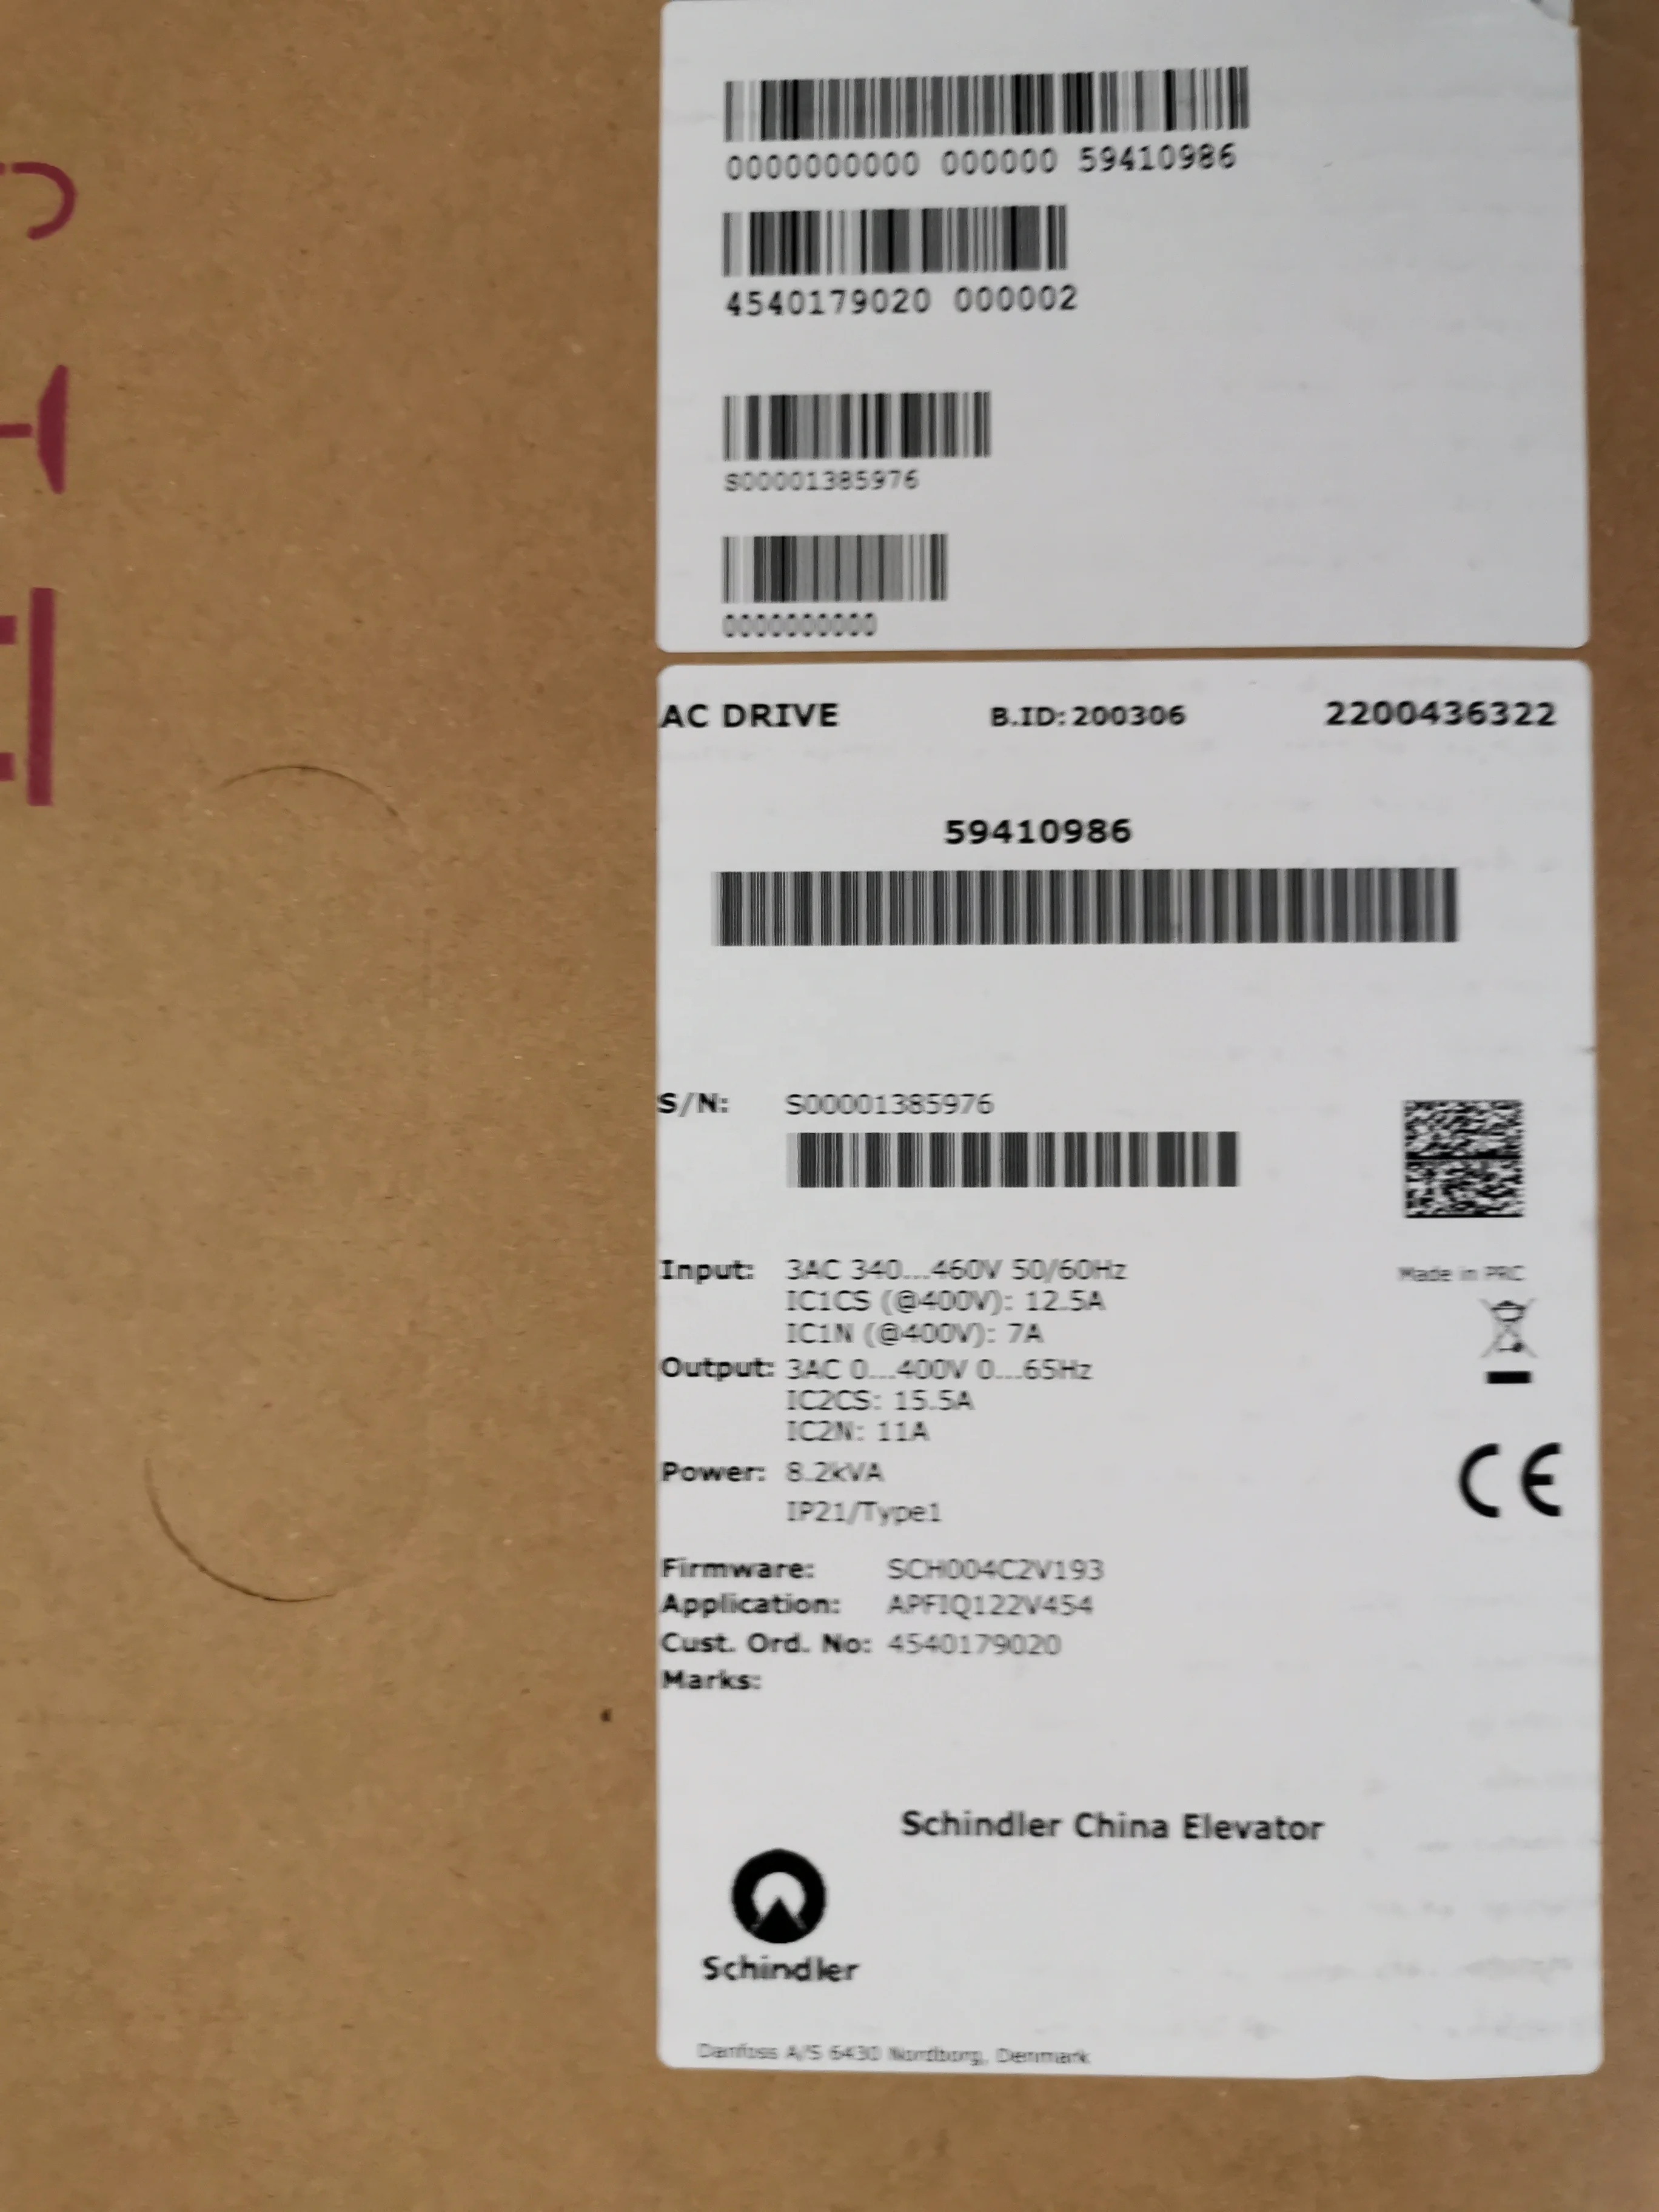 0000000000 000000 59410986
4540179020 000002
S00001385976
0000000000
AC DRIVE B.ID:200306 2200436322
59410986
S/N: S00001385976
Input: 3AC 340...460V 50/60Hz
Made in PRC
IC1CS (@400V): 12.5A
IC1N (@400V): 7A
Output: 3AC 0...400V 0...65Hz
IC2CS: 15.5A
IC2N: 11A
Power: 8.2kVA
IP21/Type1
CE
Firmware: SCH004C2V193
Application: APFIQ122V454
Cust. Ord. No: 4540179020
Marks:
Schindler China Elevator
Schindler
Danfoss A/S 6430 Nordborg, Denmark